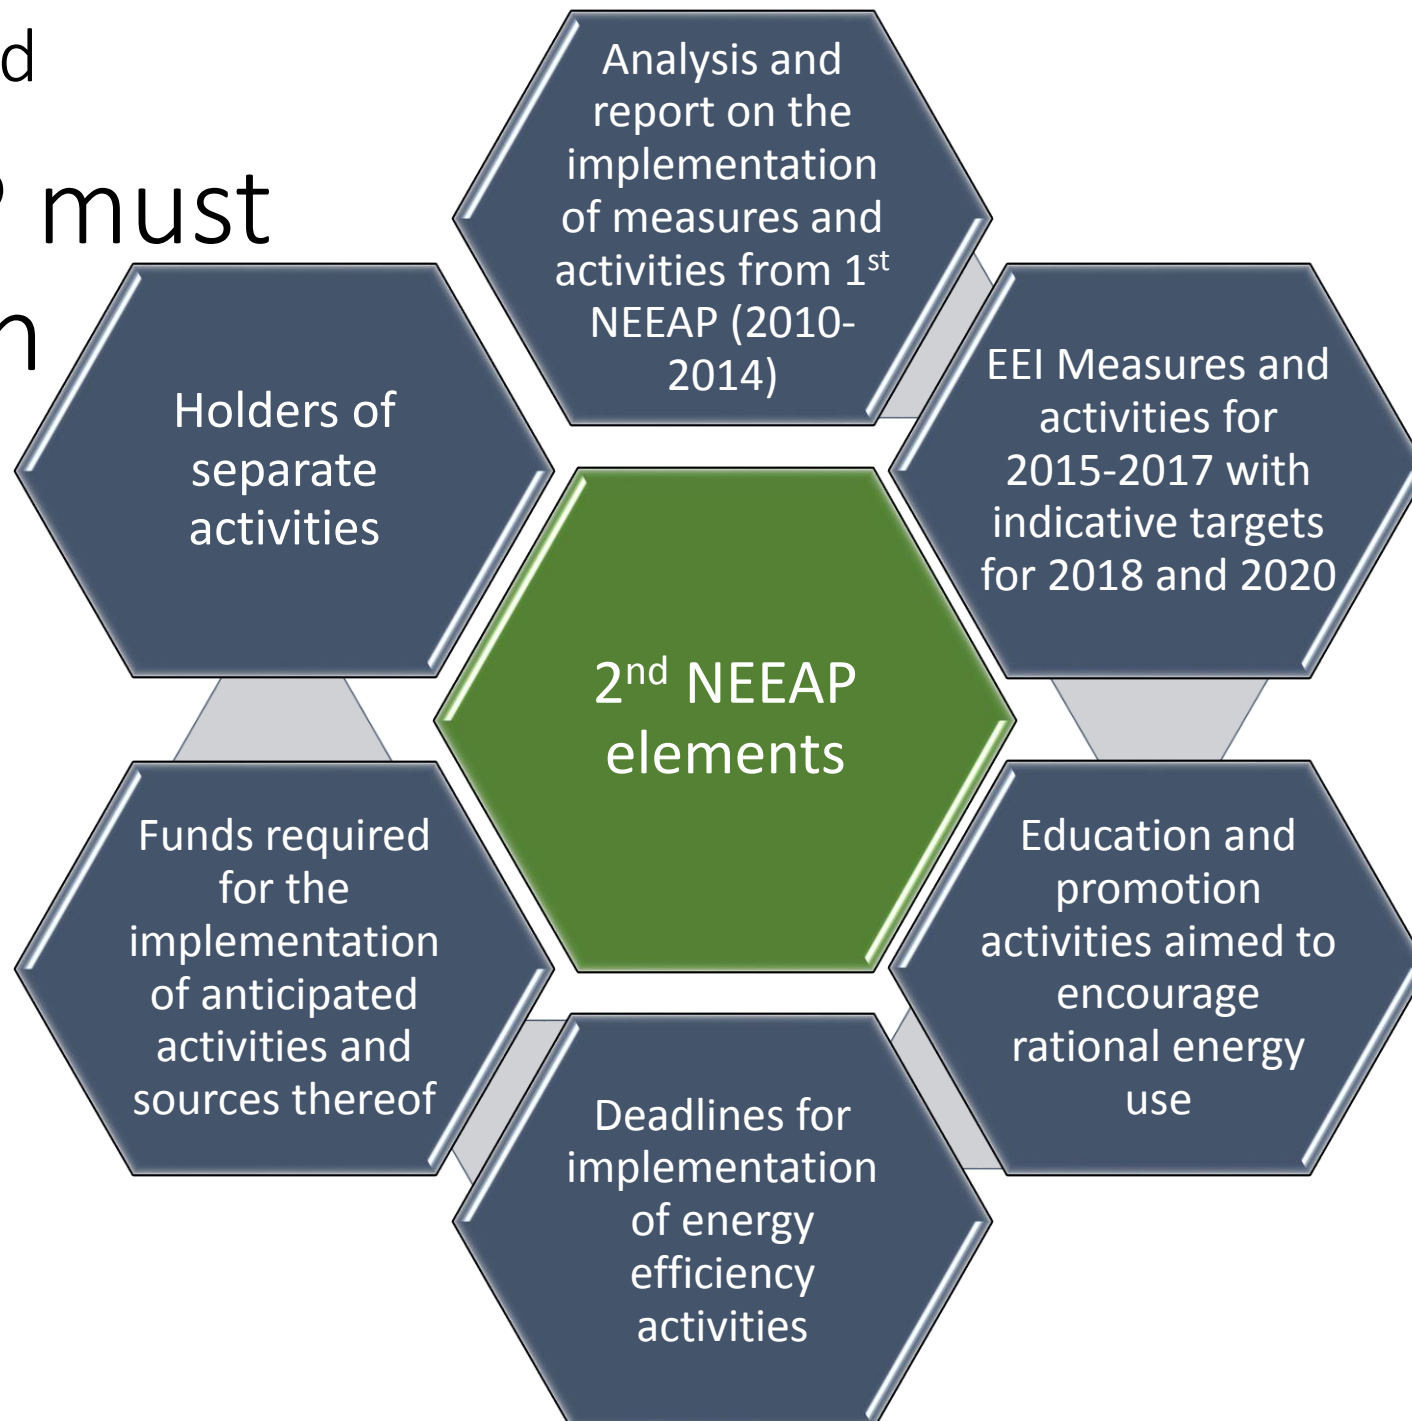 d
must
Analysis and
report on the
implementation
of measures and
activities from 1st
NEEAP (2010-
2014)
EEI Measures and
activities for
2015-2017 with
indicative targets
for 2018 and 2020
Education and
promotion
activities aimed to
encourage
rational energy
use
Deadlines for
implementation
of energy
efficiency
activities
Funds required
for the
implementation
of anticipated
activities and
sources thereof
Holders of
separate
activities
2nd NEEAP
elements